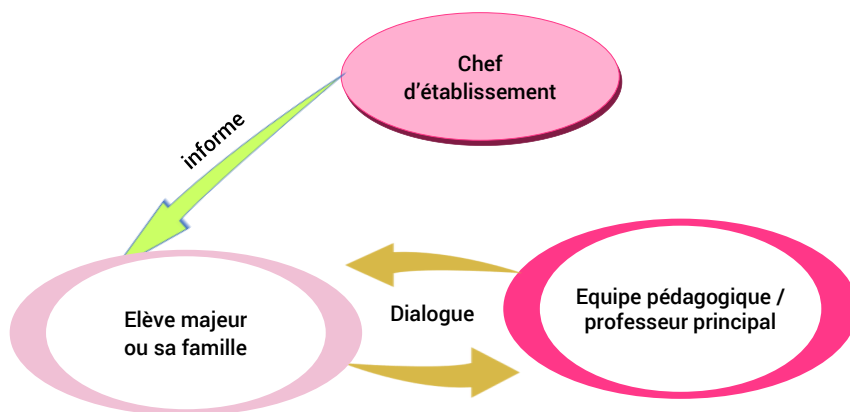 Chef
d’établissement
informe
Elève majeur
ou sa famille
Dialogue
Equipe pédagogique /
professeur principal